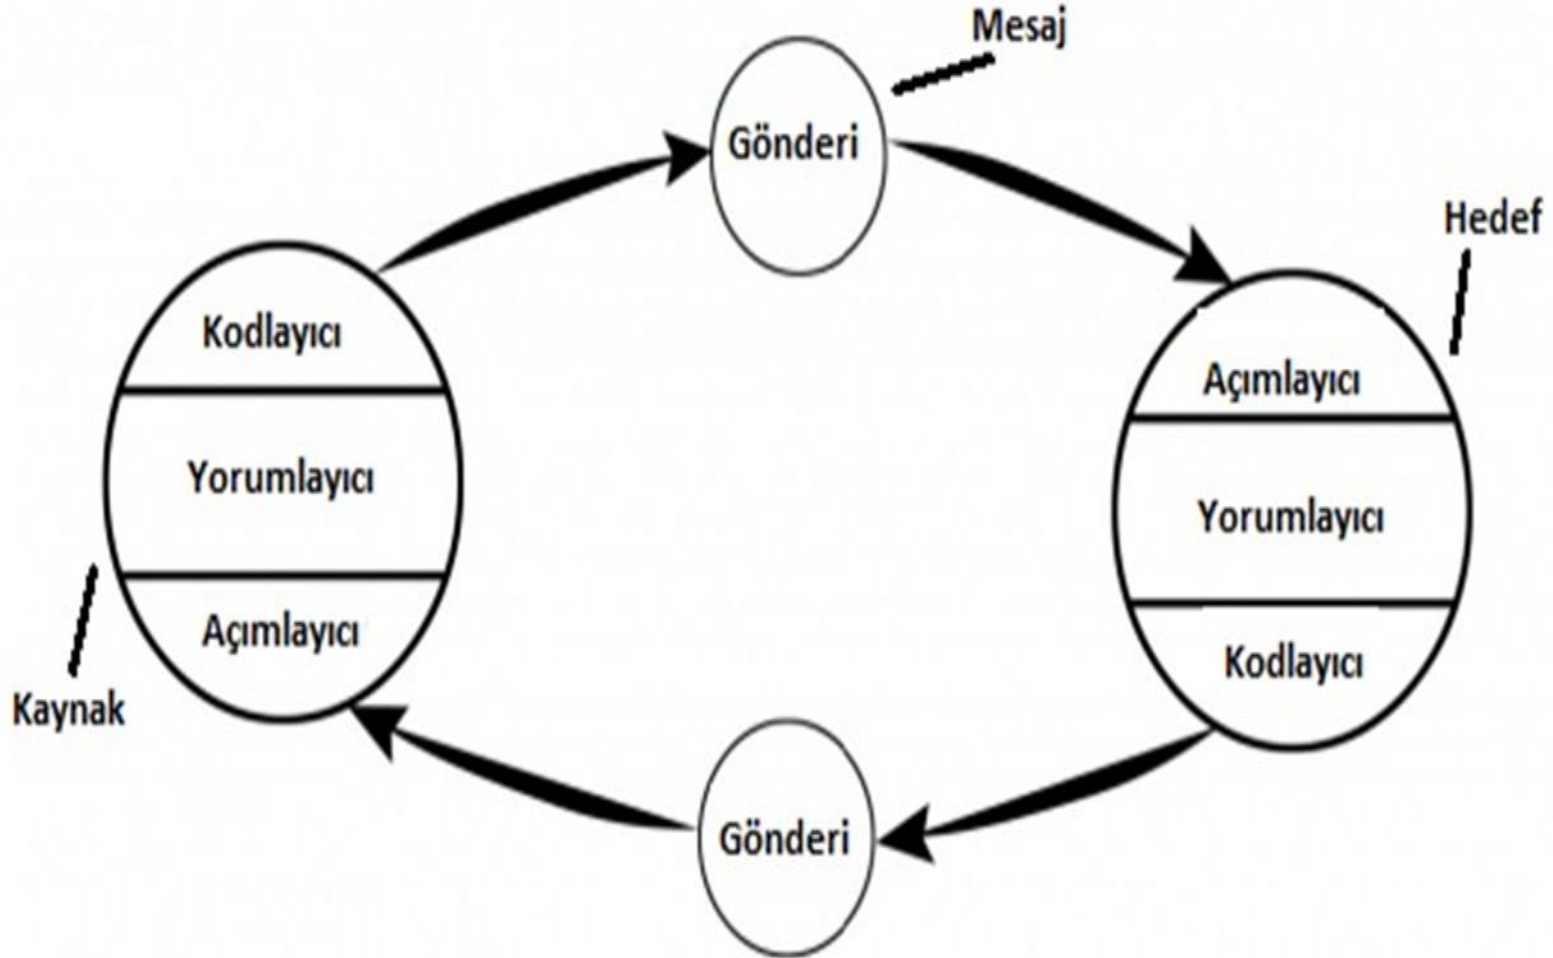 Mesaj
Gönderi
Hedef
Kodlayıcı
Yorumlayıcı
Açımlayıcı
Kaynak
Açımlayıcı
Yorumlayıcı
Kodlayıcı
Gönderi